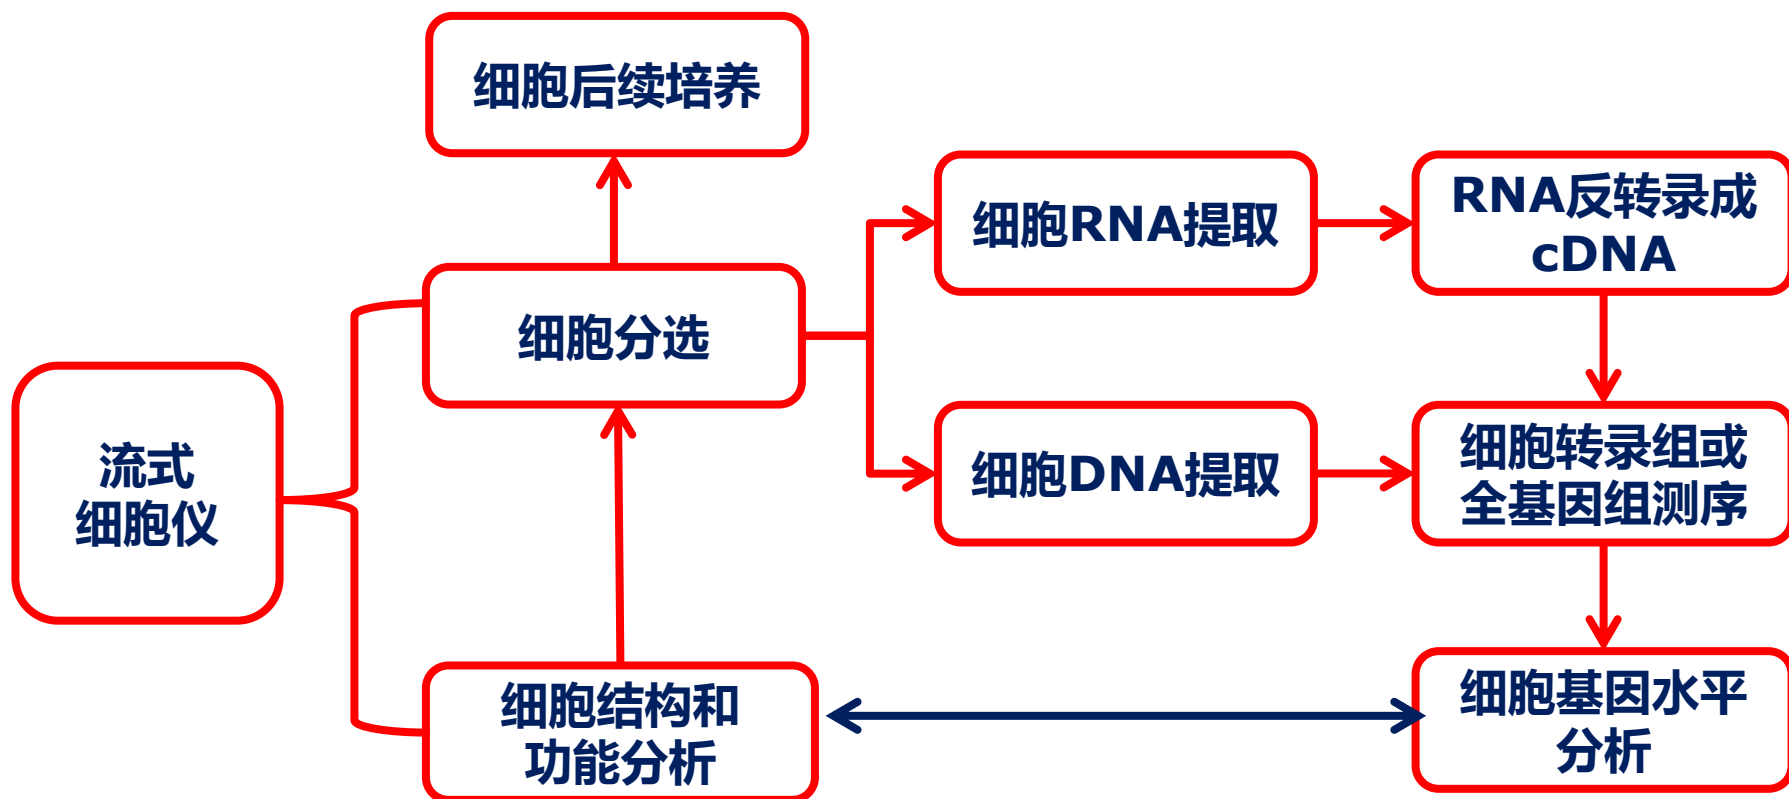 细胞后续培养
细胞RNA提取
RNA反转录成
cDNA
细胞分选
流式
细胞仪
细胞DNA提取
细胞转录组或
全基因组测序
细胞结构和
功能分析
细胞基因水平
分析